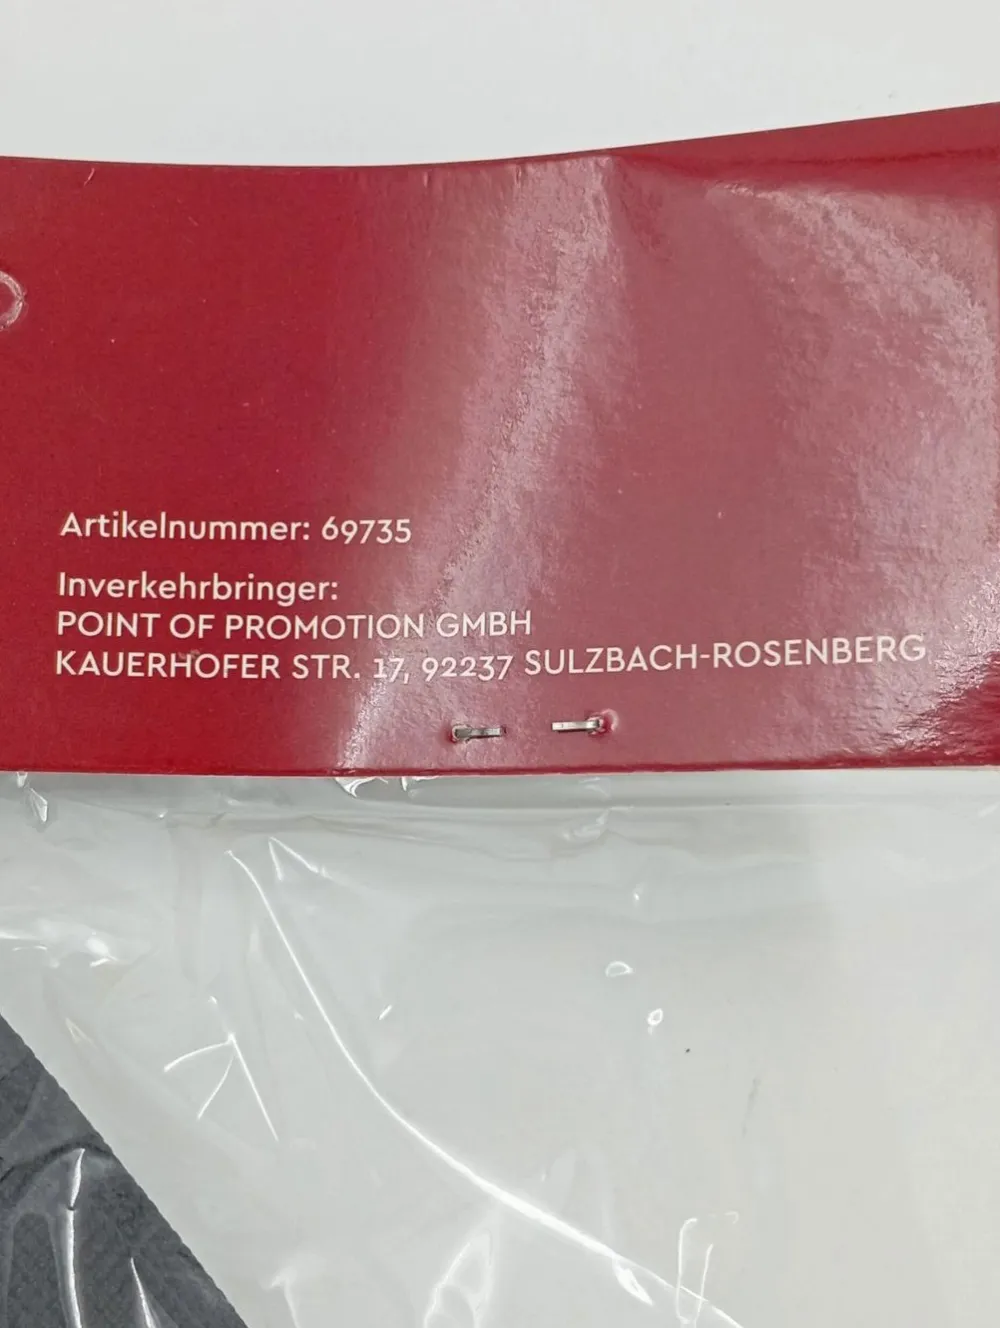 Artikelnummer: 69735
Inverkehrbringer:
POINT OF PROMOTION GMBH
KAUERHOFER STR. 17, 92237 SULZBACH-ROSENBERG